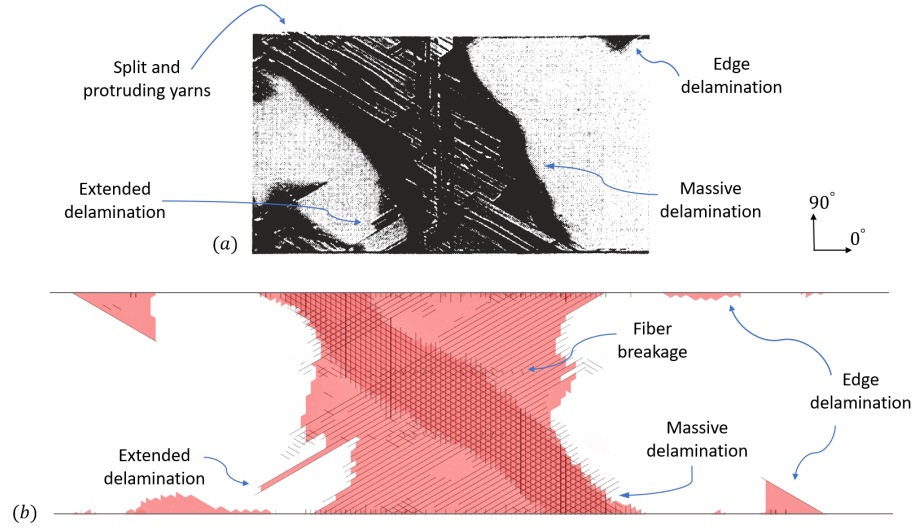 Split and
protruding yarns
Edge
delamination
Extended
delamination
Massive
delamination
90°
0°
(a)
Fiber
breakage
Edge
delamination
Massive
delamination
Extended
delamination
(b)